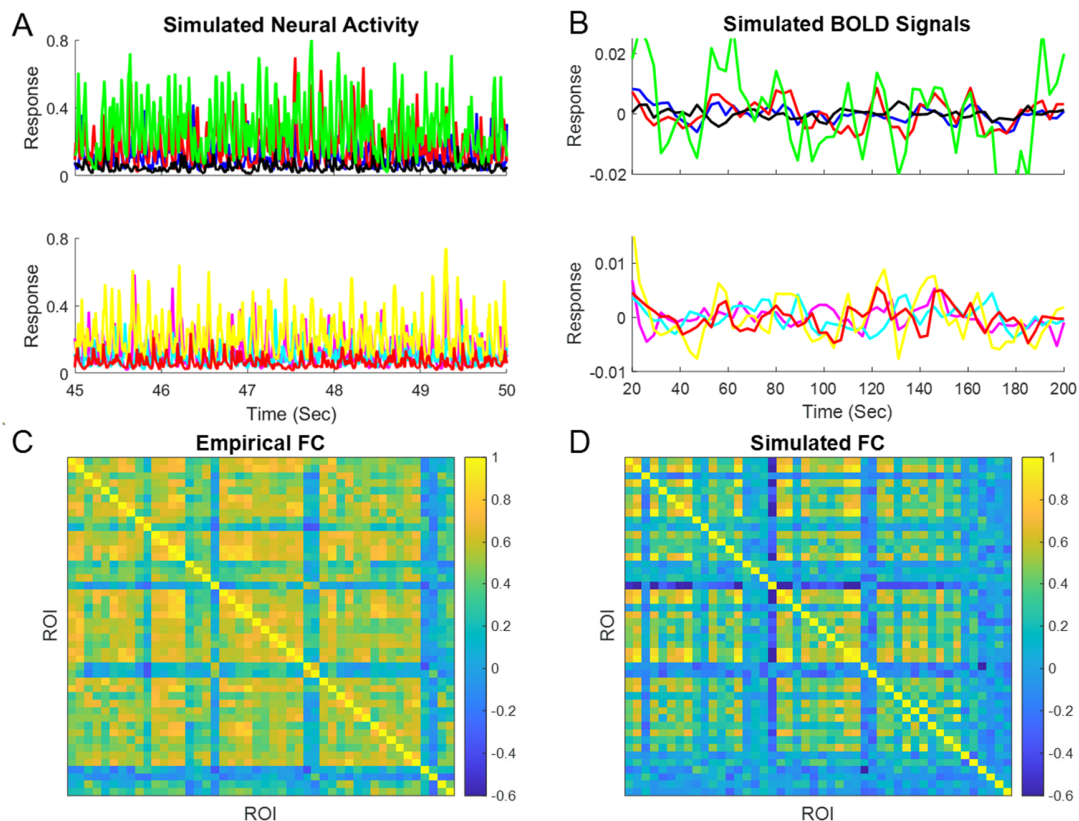 A
Simulated Neural Activity
0.8
0.4
0
Response
0.8
0.4
0
Response
45
46
47
48
49
50
Time (Sec)
B
Simulated BOLD Signals
0.02
0
-0.02
Response
0.01
0
-0.01
Response
20
40
60
80
100
120
140
160
180
200
Time (Sec)
C
Empirical FC
ROI
ROI
1
0.8
0.6
0.4
0.2
0
-0.2
-0.4
-0.6
D
Simulated FC
ROI
ROI
1
0.8
0.6
0.4
0.2
0
-0.2
-0.4
-0.6